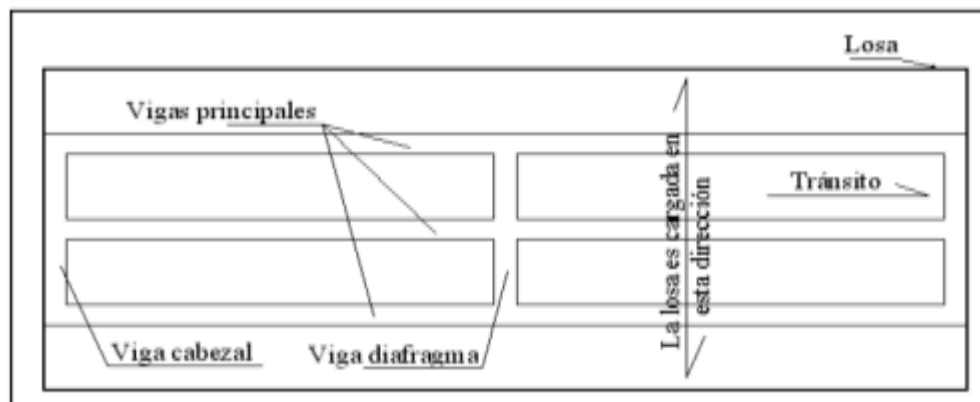 Losa
Vigas principales
La losa es cargada en
esta dirección
Tránsito
Viga cabezal
Viga diafragma